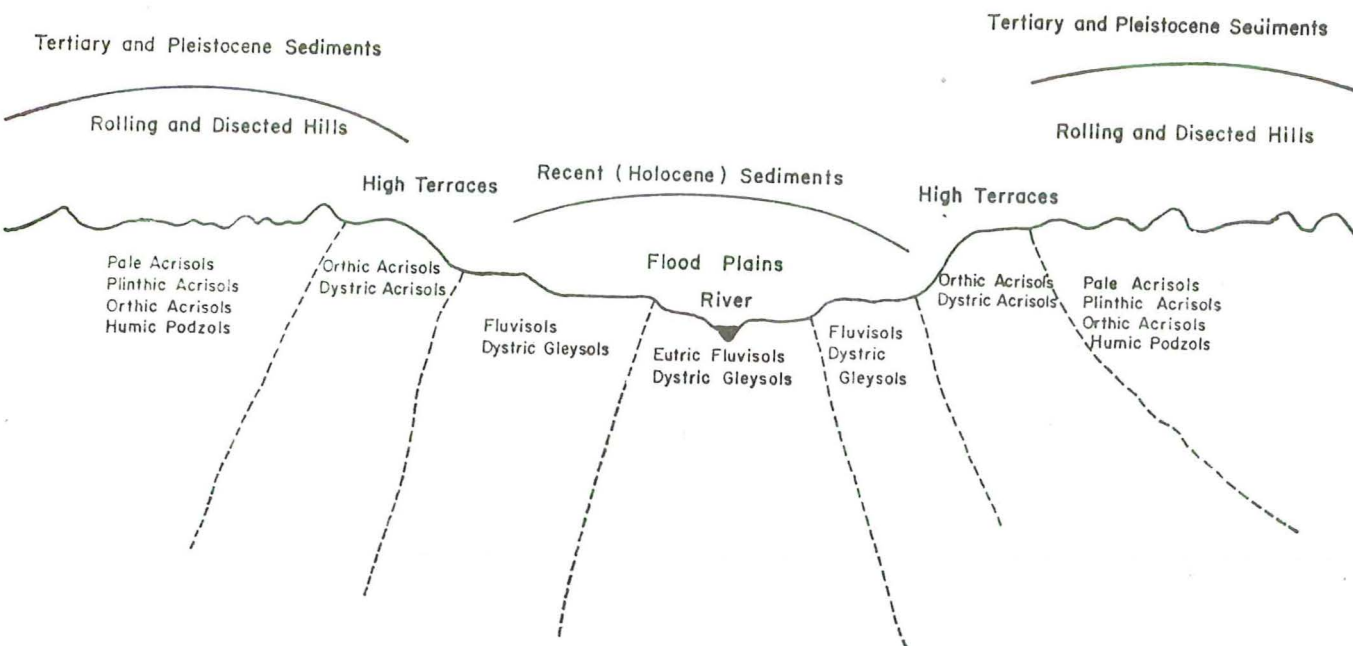 Tertiary and Pleistocene Sediments
Rolling and Disected Hills
Tertiary and Pleistocene Sediments
Rolling and Disected Hills
High Terraces
Recent (Holocene) Sediments
High Terraces
Pale Acrisols
Plinthic Acrisols
Orthic Acrisols
Humic Podzols
Orthic Acrisols
Dystric Acrisols
Fluvisols
Dystric Gleysols
Flood Plains
River
Eutric Fluvisols
Dystric Gleysols
Fluvisols
Dystric
Gleysols
Orthic Acrisols
Dystric Acrisols
Pale Acrisols
Plinthic Acrisols
Orthic Acrisols
Humic Podzols